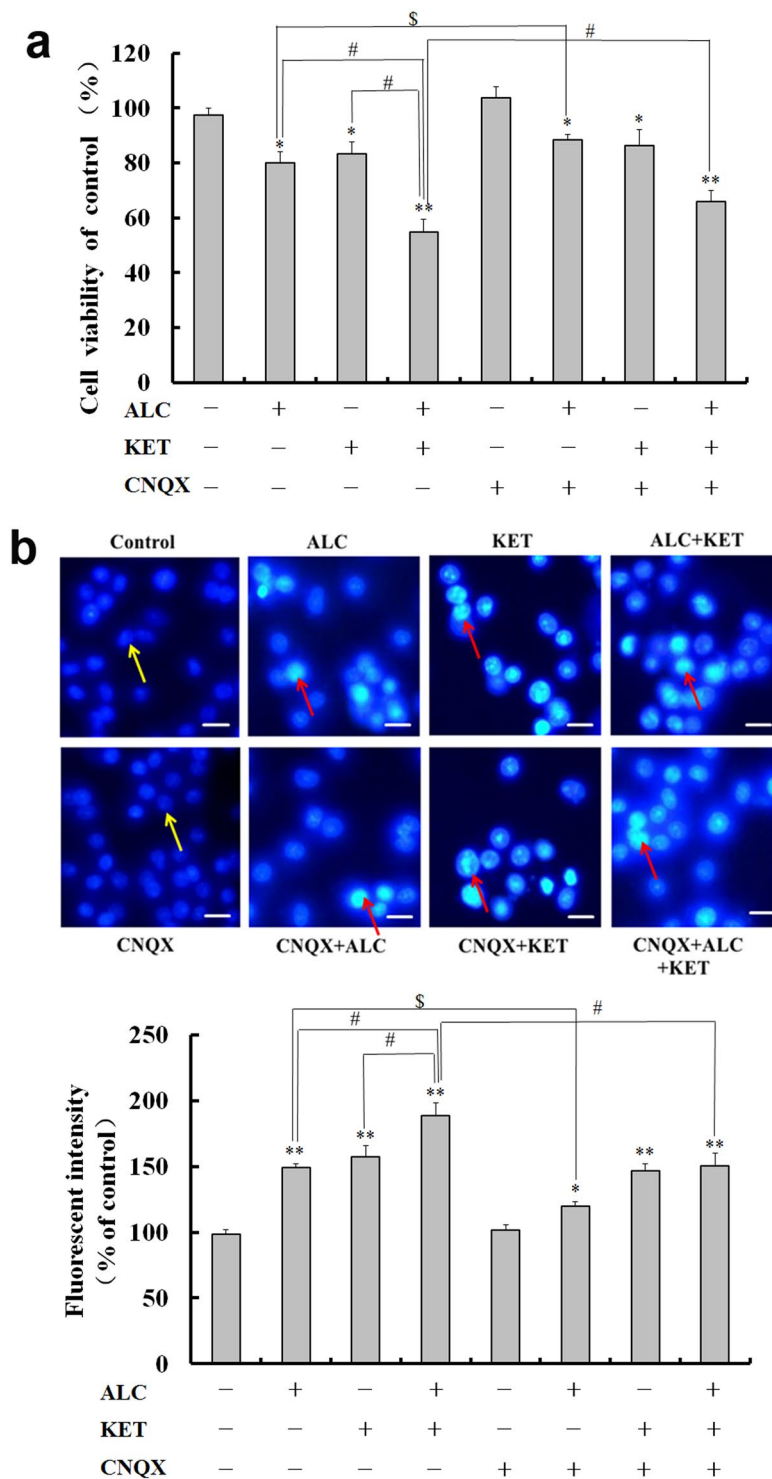 a
$
#
#
#
Cell viability of control (%)
120
100
80
60
40
20
0
*
*
**
*
*
**
ALC − + − + − + − +
KET − − + + − − + +
CNQX − − − − + + + +
b
Control ALC KET ALC+KET
CNQX CNQX+ALC CNQX+KET CNQX+ALC
+KET
$
#
#
#
Fluorescent intensity
(% of control)
250
200
150
100
50
0
**
**
**
*
**
**
ALC − + − + − + − +
KET − − + + − − + +
CNQX − − − − + + + +